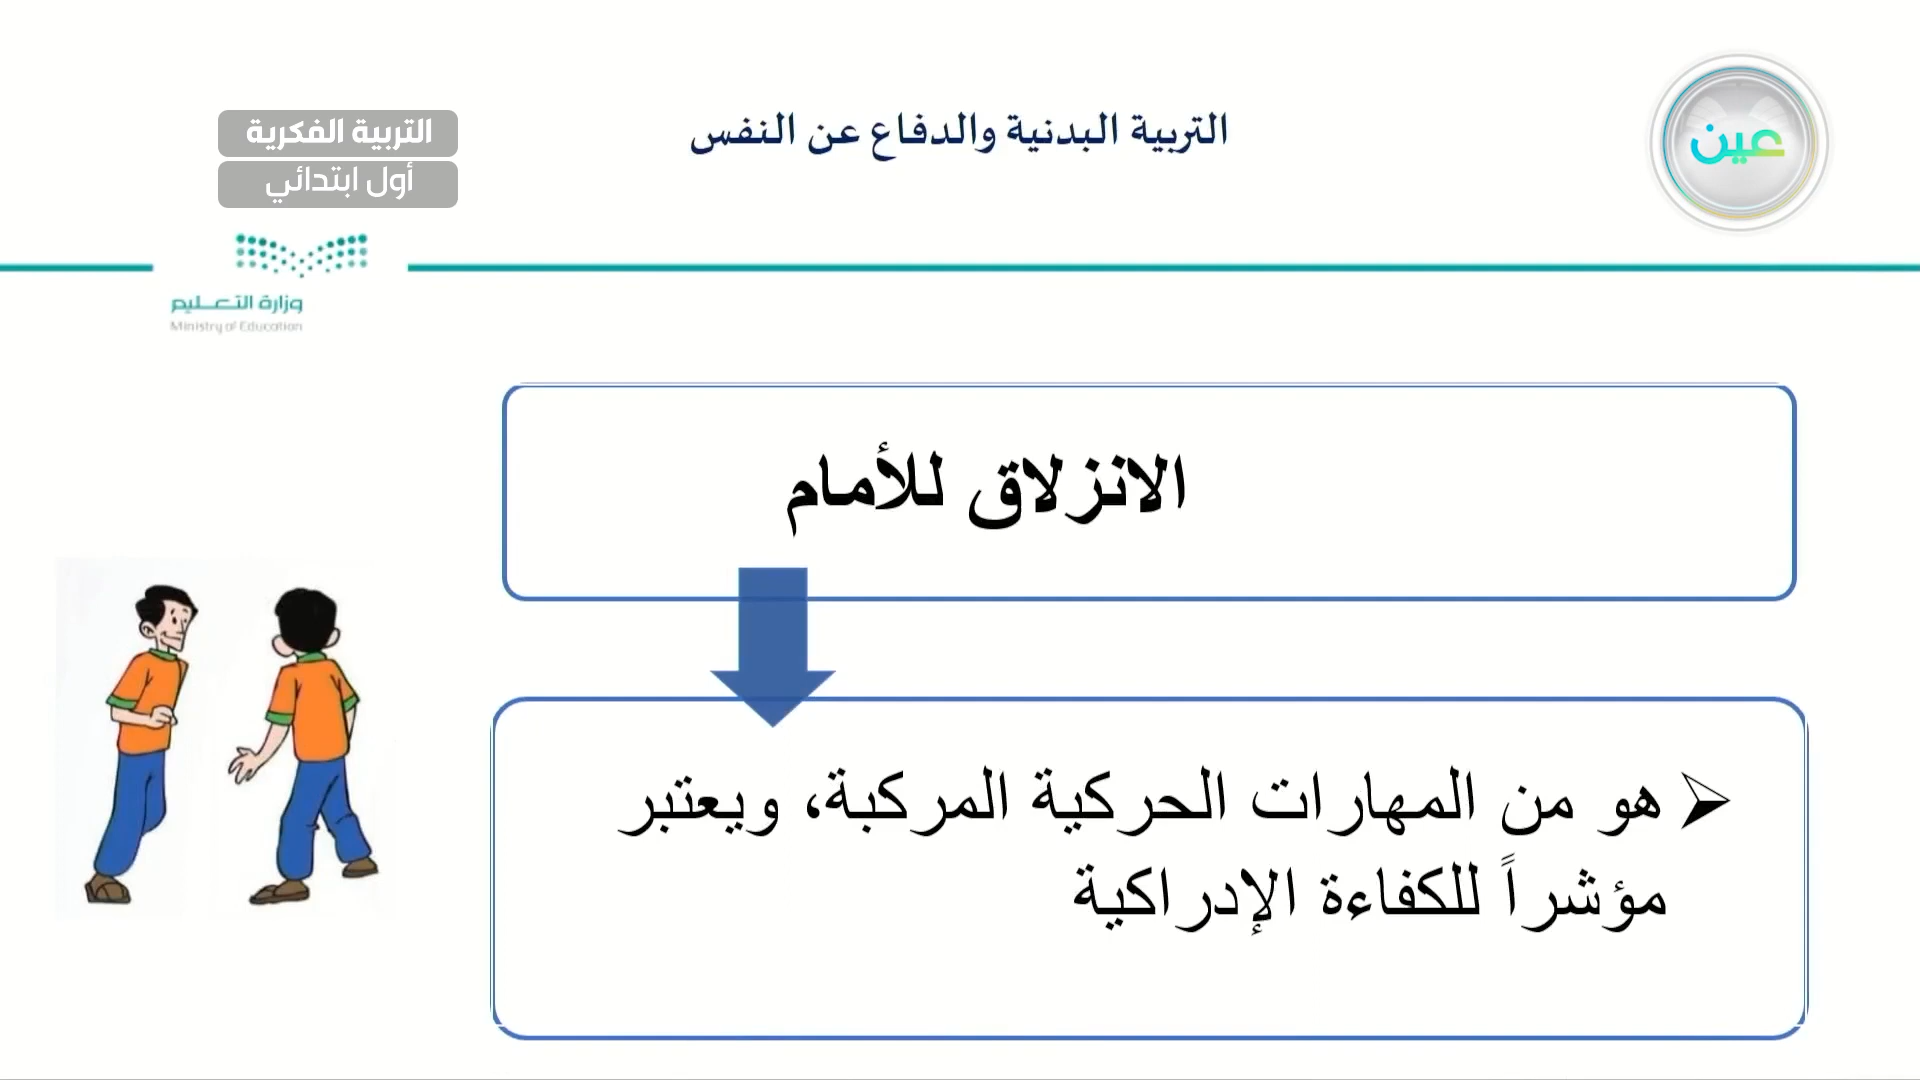 عين
التربية البدنية والدفاع عن النفس
التربية الفكرية
أول ابتدائي
وزارة التعليم
Ministry of Education
الانزلاق للأمام
هو من المهارات الحركية المركبة، ويعتبر
مؤشراً للكفاءة الإدراكية